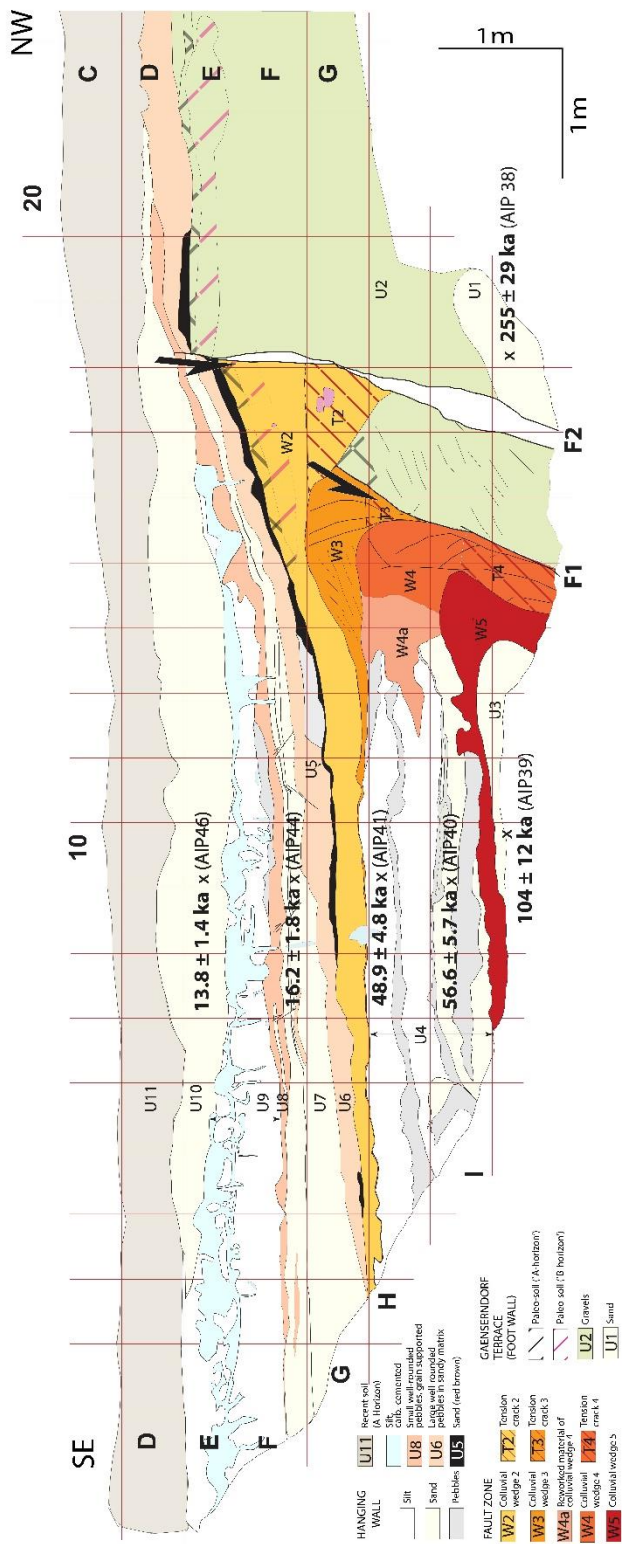 SE
NW
10
20
C
D
E
F
G
D
E
F
G
H
I
1m
1m
U11
U10
U9
U8
U7
U6
U5
U4
U3
U2
U1
W2
T2
W3
T3
W4
W4a
T4
W5
F1
F2
13.8 ± 1.4 ka x (AIP46)
16.2 ± 1.8 ka x (AIP44)
48.9 ± 4.8 ka x (AIP41)
56.6 ± 5.7 ka x (AIP40)
x
104 ± 12 ka (AIP39)
x 255 ± 29 ka (AIP 38)
HANGING
WALL
Silt
Sand
Pebbles
U11 Recent soil
(A-Horizon)
Silt,
carb. cemented
U8 Small well-rounded
pebbles, grain supported
U6 Large well rounded
pebbles in sandy matrix
U5 Sand (red brown)
FAULT ZONE
W2 Colluvial
wedge 2
W3 Colluvial
wedge 3
W4a Reworked material of
colluvial wedge 4
W4 Colluvial
wedge 4
W5 Colluvial wedge 5
T2 Tension
crack 2
T3 Tension
crack 3
T4 Tension
crack 4
GAENSERNDORF
TERRACE
(FOOT WALL)
Paleo-soil ('A-horizon')
Paleo soil ('B horizon')
U2 Gravels
U1 Sand